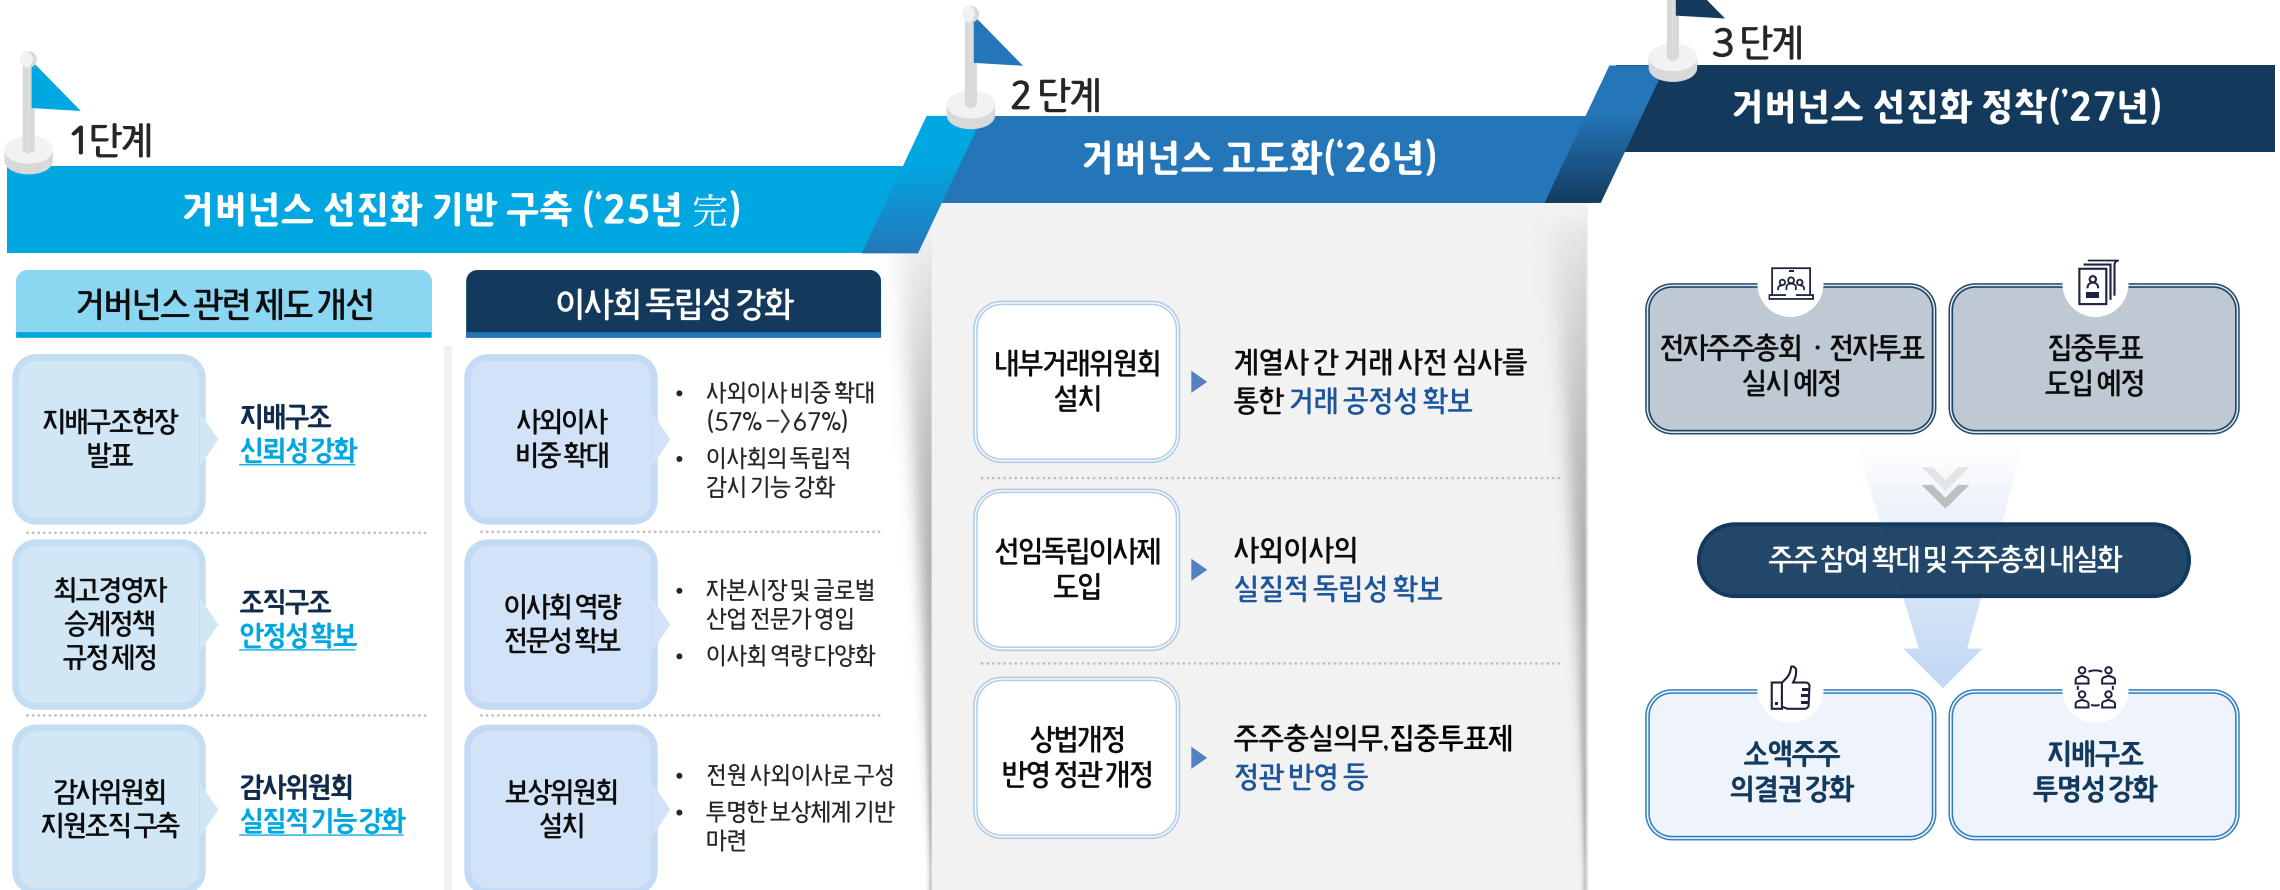 1단계
거버넌스 선진화 기반 구축 (‘25년 完)
거버넌스 관련 제도 개선
지배구조헌장
발표
지배구조
신뢰성 강화
최고경영자
승계정책
규정 제정
조직구조
안정성 확보
감사위원회
지원조직 구축
감사위원회
실질적 기능 강화
이사회 독립성 강화
사외이사
비중 확대
• 사외이사 비중 확대
(57% –>67%)
• 이사회의 독립적
감시 기능 강화
이사회 역량
전문성 확보
• 자본시장 및 글로벌
산업 전문가 영입
• 이사회 역량 다양화
보상위원회
설치
• 전원 사외이사로 구성
• 투명한 보상체계 기반
마련
2 단계
거버넌스 고도화(‘26년)
내부거래위원회
설치
계열사 간 거래 사전 심사를
통한 거래 공정성 확보
선임독립이사제
도입
사외이사의
실질적 독립성 확보
상법개정
반영 정관 개정
주주충실의무,집중투표제
정관 반영 등
3 단계
거버넌스 선진화 정착(’27년)
전자주주총회 · 전자투표
실시 예정
집중투표
도입 예정
주주 참여 확대 및 주주총회 내실화
소액주주
의결권 강화
지배구조
투명성 강화